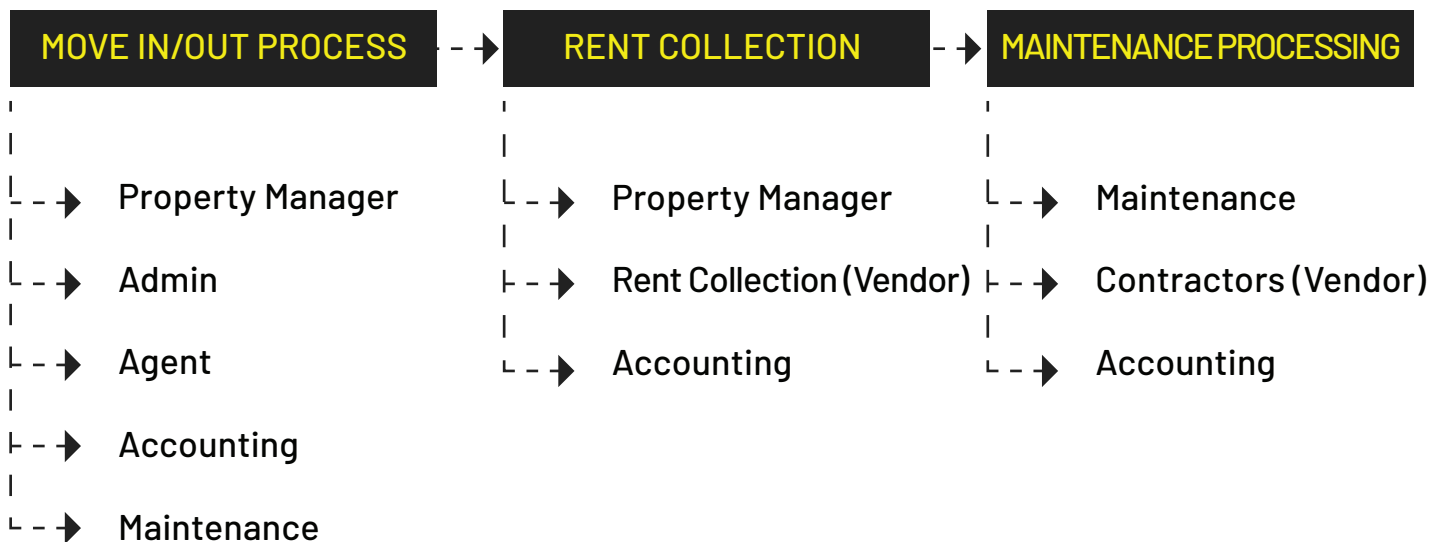 MOVE IN/OUT PROCESS
Property Manager
Admin
Agent
Accounting
Maintenance
RENT COLLECTION
Property Manager
Rent Collection (Vendor)
Accounting
MAINTENANCE PROCESSING
Maintenance
Contractors (Vendor)
Accounting